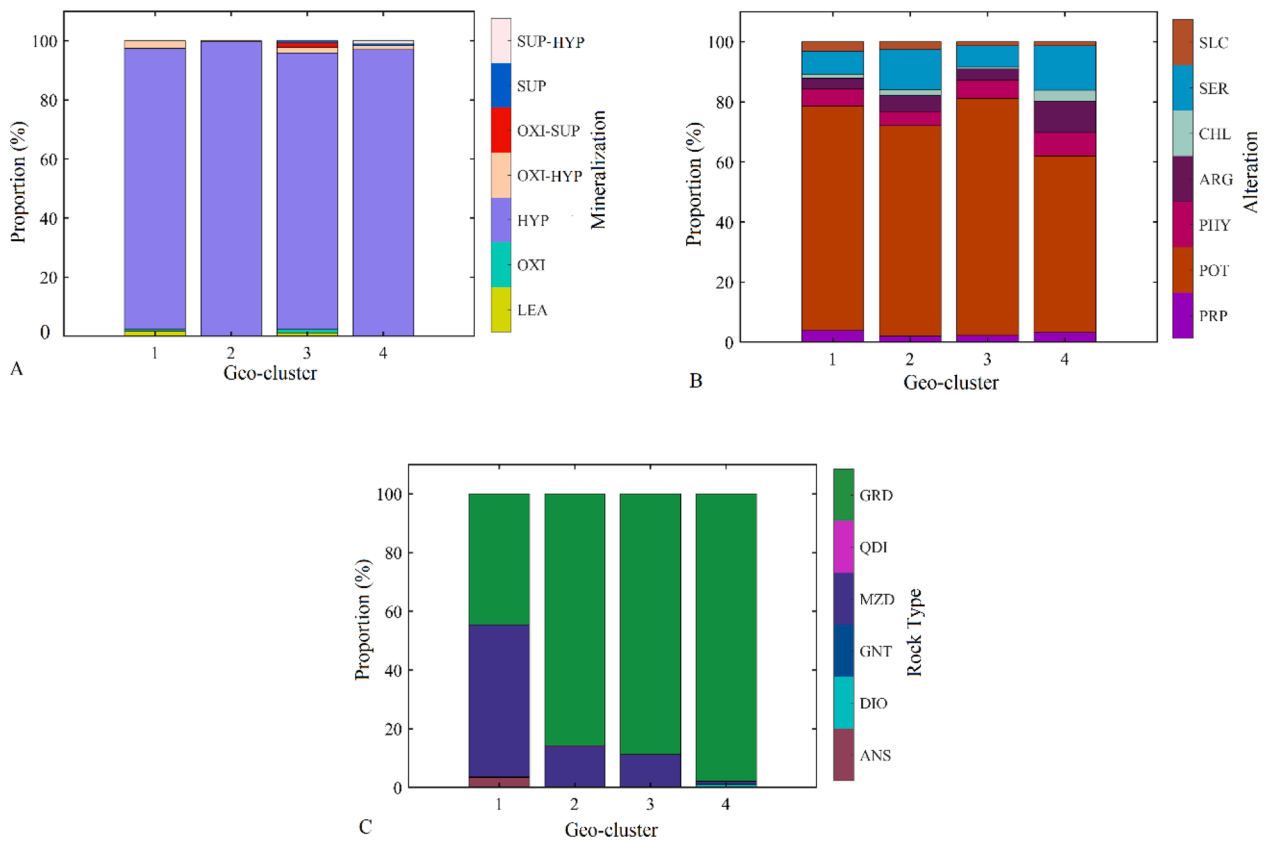 100
80
60
40
20
0
Proportion (%)
1 2 3 4
Geo-cluster
A
SUP-HYP
SUP
OXI-SUP
OXI-HYP
HYP
OXI
LEA
Mineralization
100
80
60
40
20
0
Proportion (%)
1 2 3 4
Geo-cluster
B
SLC
SER
CHL
ARG
PHY
POT
PRP
Alteration
100
80
60
40
20
0
Proportion (%)
1 2 3 4
Geo-cluster
C
GRD
QDI
MZD
GNT
DIO
ANS
Rock Type